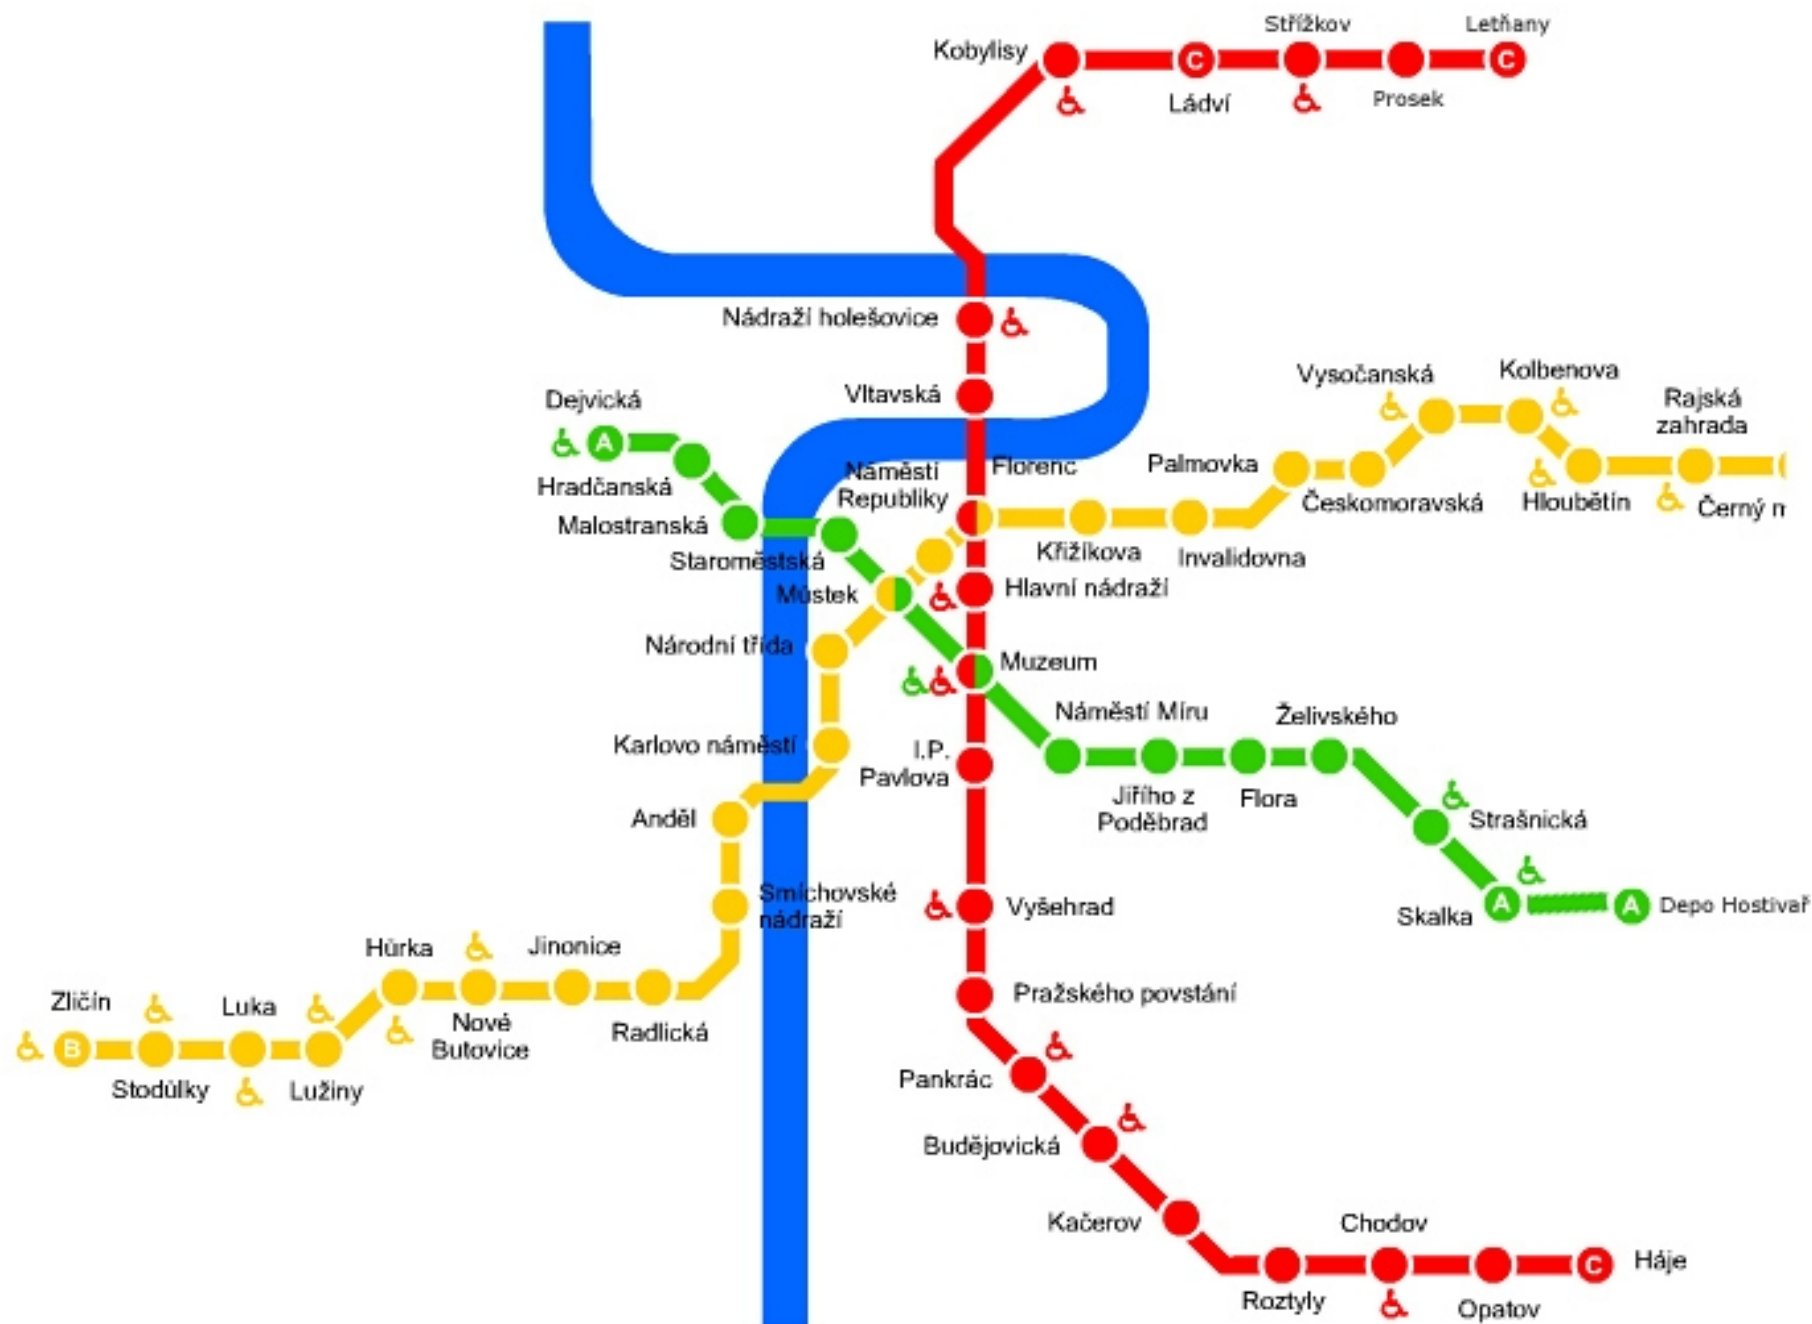 Střížkov
Letňany
Kobylisy
C
C
Ládví
Prosek
Nádraží holešovice
Vltavská
Dejvická
A
Hradčanská
Malostranská
Staroměstská
Můstek
Náměstí
Republiky
Florenc
Křižíkova
Invalidovna
Palmovka
Českomoravská
Vysočanská
Kolbenova
Hloubětín
Rajská
zahrada
Černý m
Hlavní nádraží
Národní třída
Muzeum
Karlovo náměstí
I.P.
Pavlova
Náměstí Míru
Jiřího z
Poděbrad
Flora
Želivského
Strašnická
Skalka
A
A
Depo Hostivař
Anděl
Smíchovské
nádraží
Vyšehrad
Zličín
B
Stodůlky
Luka
Lužiny
Hůrka
Nové
Butovice
Jinonice
Radlická
Pražského povstání
Pankrác
Budějovická
Kačerov
Roztyly
Chodov
Opatov
C
Háje